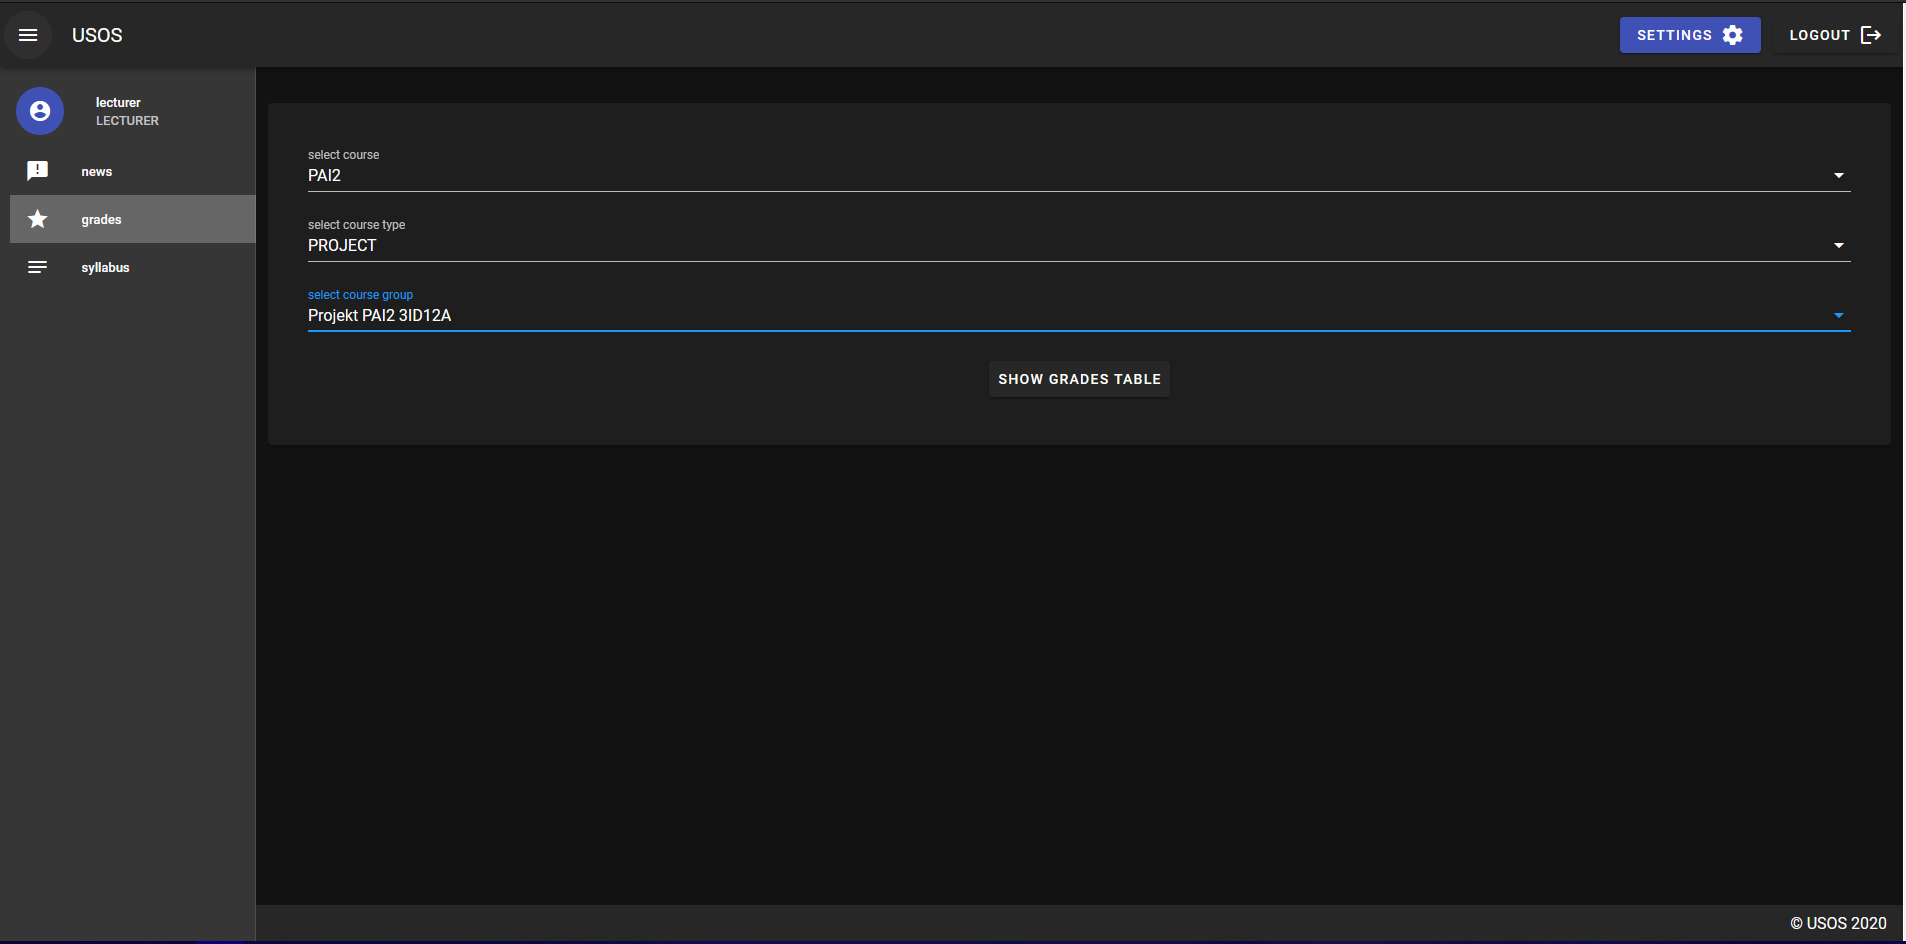 USOS
SETTINGS
LOGOUT
lecturer
LECTURER
news
grades
syllabus
select course
PAI2
select course type
PROJECT
select course group
Projekt PAI2 3ID12A
SHOW GRADES TABLE
© USOS 2020